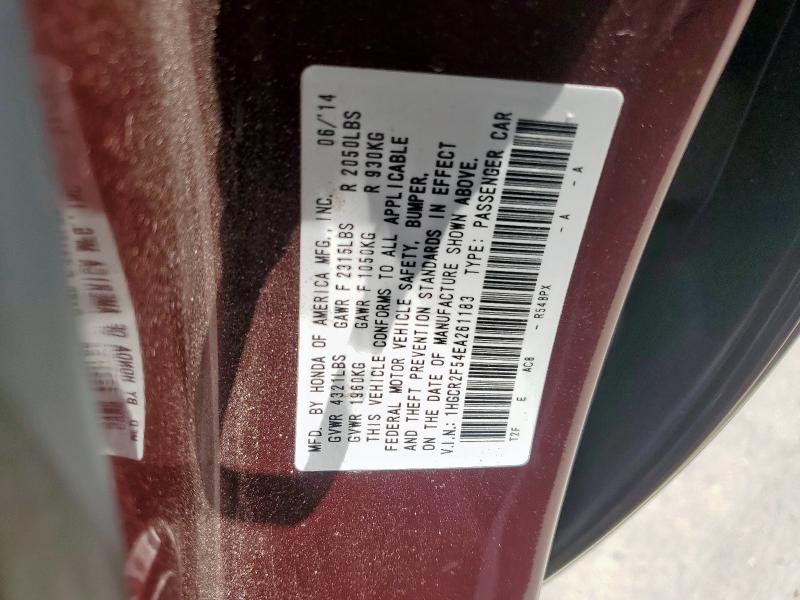 MFD. BY HONDA OF AMERICA MFG., INC. 06/'14
GVWR 4321LBS GAWR F 2315LBS R 2050LBS
GVWR 1960KG GAWR F 1050KG R 930KG
THIS VEHICLE CONFORMS TO ALL APPLICABLE
FEDERAL MOTOR VEHICLE SAFETY, BUMPER,
AND THEFT PREVENTION STANDARDS IN EFFECT
ON THE DATE OF MANUFACTURE SHOWN ABOVE.
V.I.N.: 1HGCR2F54EA261183 TYPE: PASSENGER CAR
T2F E AC8 - R548PX - A - A